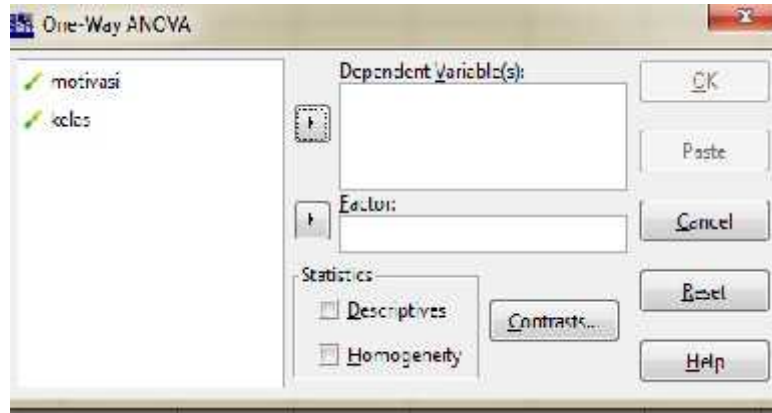 One-Way ANOVA
motivasi
kelas
Dependent Variable(s):
Factor:
Statistics
Descriptives
Homogeneity
Contrasts...
OK
Paste
Cancel
Reset
Help